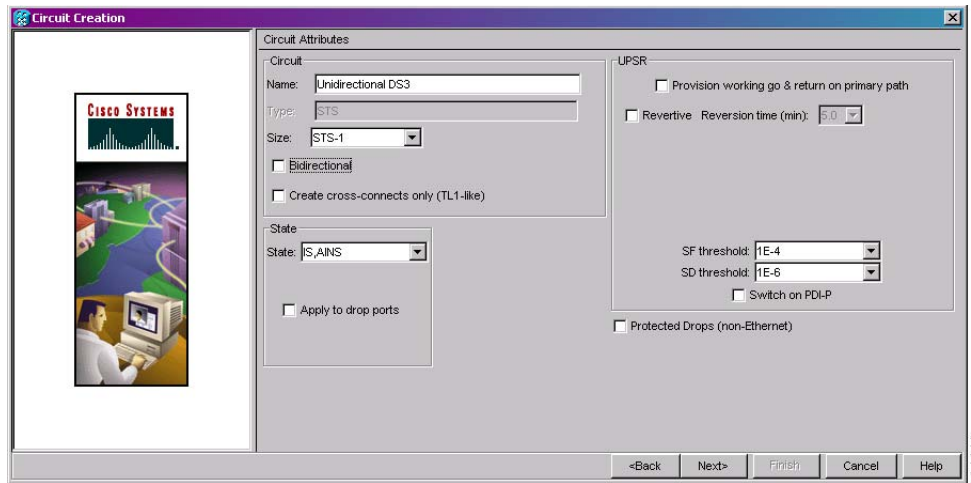 Circuit Creation
CISCO SYSTEMS
Circuit Attributes
Circuit
Name: Unidirectional DS3
Type: STS
Size: STS-1
Bidirectional
Create cross-connects only (TL1-like)
State
State: IS,AINS
Apply to drop ports
UPSR
Provision working go & return on primary path
Revertive Reversion time (min): 5.0
SF threshold: 1E-4
SD threshold: 1E-6
Switch on PDI-P
Protected Drops (non-Ethernet)
<Back Next> Finish Cancel Help